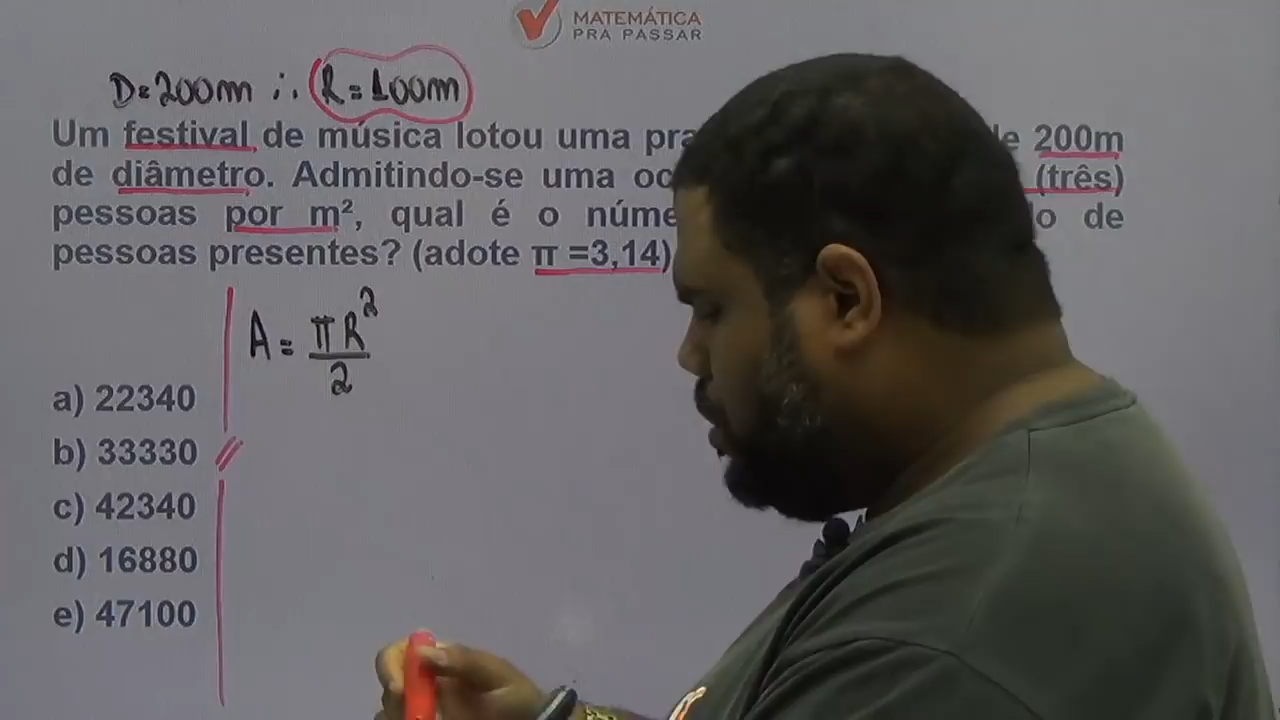 MATEMÁTICA
PRA PASSAR
D=200m ∴ R=100m
Um festival de música lotou uma pra e 200m
de diâmetro. Admitindo-se uma oc (três)
pessoas por m², qual é o núme o de
pessoas presentes? (adote π =3,14)
A = πR²
2
a) 22340
b) 33330
c) 42340
d) 16880
e) 47100